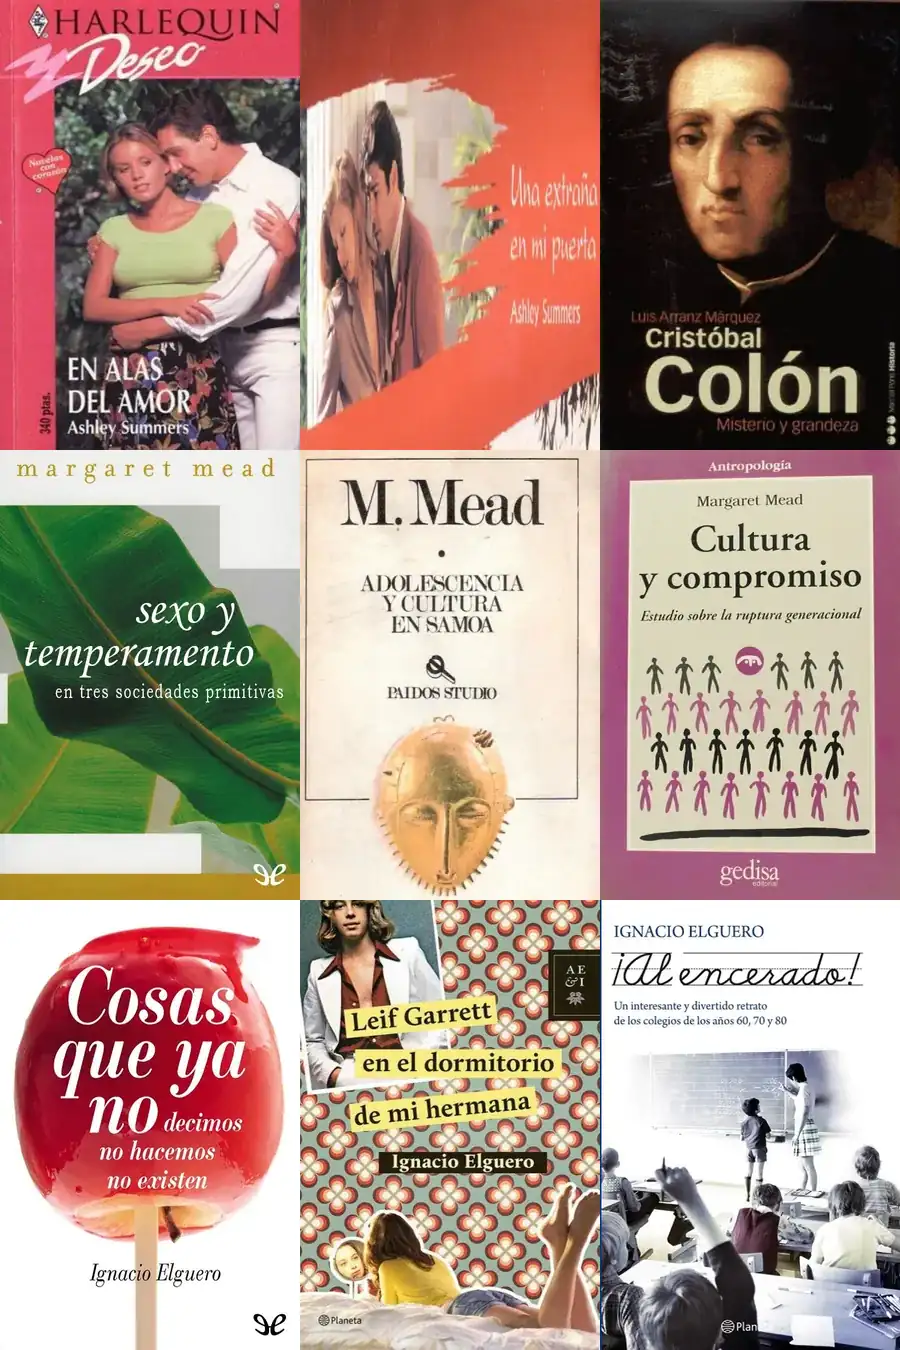 HARLEQUIN
Deseo
Novelas
con
corazón
EN ALAS
DEL AMOR
Ashley Summers
340 ptas.
Una extraña
en mi puerta
Ashley Summers
Luis Arranz Márquez
Cristóbal
Colón
Misterio y grandeza
Marcial Pons Historia
margaret mead
sexo y
temperamento
en tres sociedades primitivas
M. Mead
ADOLESCENCIA
Y CULTURA
EN SAMOA
PAIDOS STUDIO
Antropología
Margaret Mead
Cultura
y compromiso
Estudio sobre la ruptura generacional
gedisa
editorial
Cosas
que ya
no decimos
no hacemos
no existen
Ignacio Elguero
AE
&I
Leif Garrett
en el dormitorio
de mi hermana
Ignacio Elguero
Planeta
IGNACIO ELGUERO
¡Al encerado!
Un interesante y divertido retrato
de los colegios de los años 60, 70 y 80
Plan